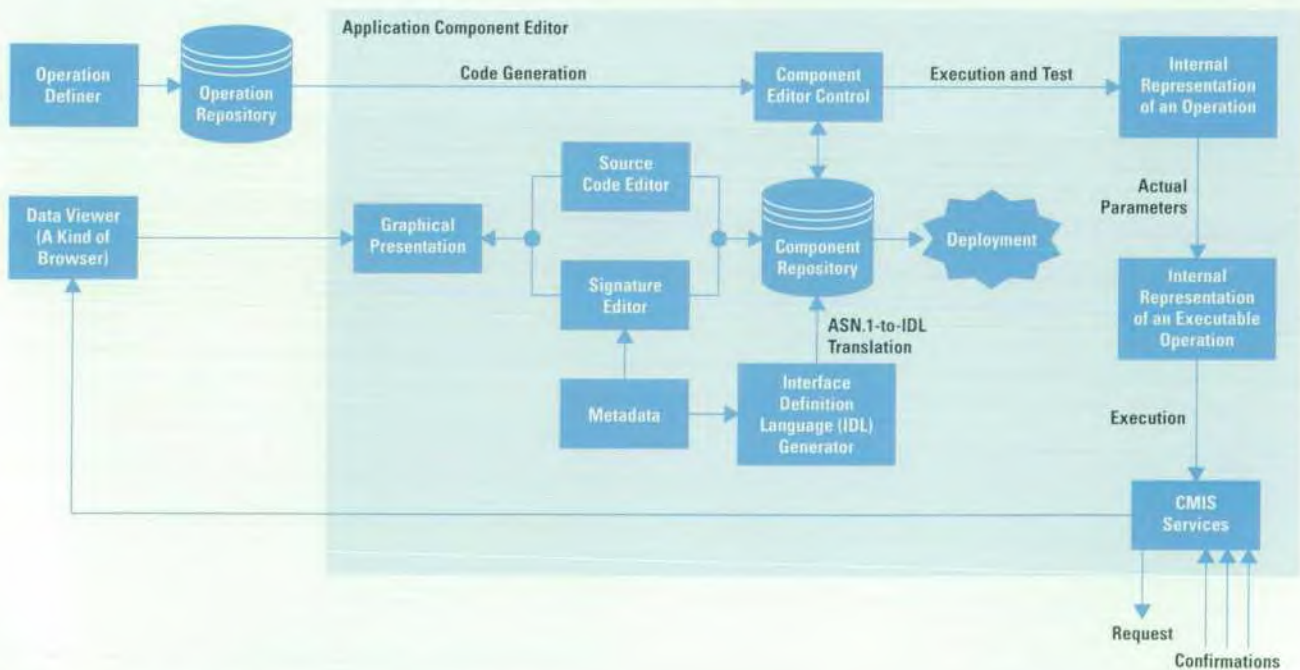 Application Component Editor
Operation
Definer
Operation
Repository
Code Generation
Component
Editor Control
Execution and Test
Internal
Representation
of an Operation
Source
Code Editor
Actual
Parameters
Data Viewer
(A Kind of
Browser)
Graphical
Presentation
Component
Repository
Deployment
Signature
Editor
Internal
Representation
of an Executable
Operation
ASN.1-to-IDL
Translation
Metadata
Interface
Definition
Language (IDL)
Generator
Execution
CMIS
Services
Request
Confirmations